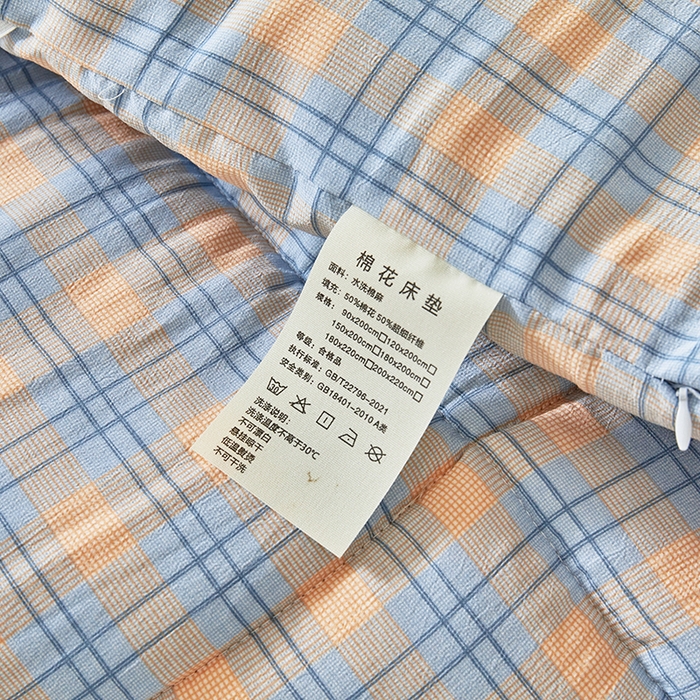 棉花床垫
面料：水洗棉麻
填充：50%棉花 50%超细纤维
规格：90x200cm□120x200cm□
150x200cm□180x200cm□
180x220cm□200x220cm□
等级：合格品
执行标准：GB/T22796-2021
安全类别：GB18401-2010 A类
洗涤说明：
洗涤温度不高于30℃
不可漂白
悬挂晾干
低温熨烫
不可干洗